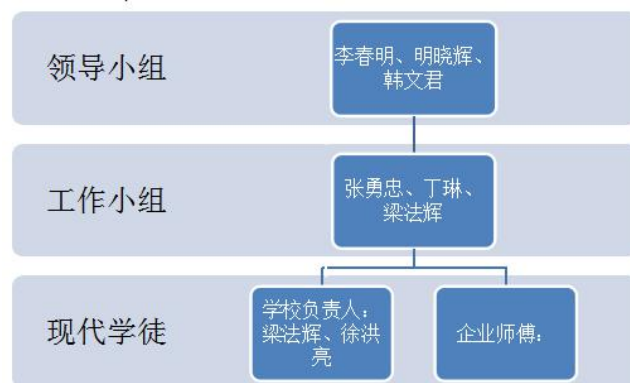 领导小组
李春明、明晓辉、
韩文君
工作小组
张勇忠、丁琳、
梁法辉
现代学徒
学校负责人：
梁法辉、徐洪
亮
企业师傅：